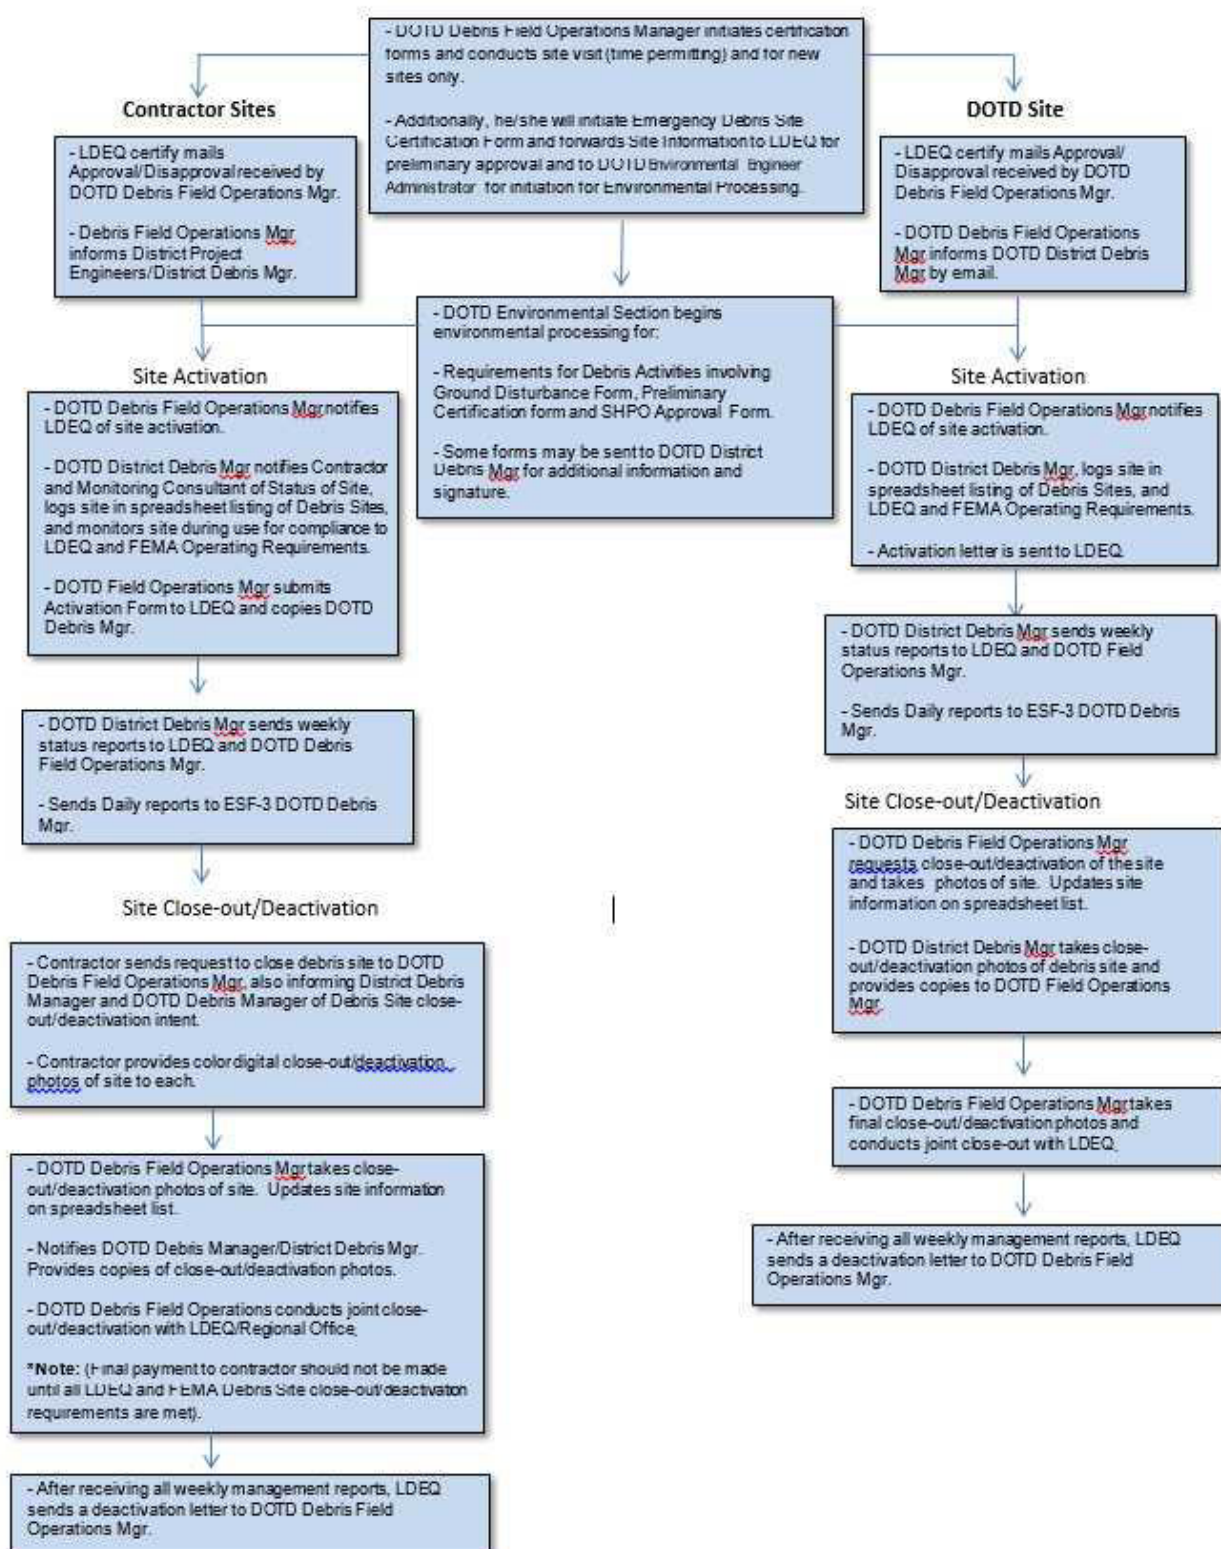 - DOTD Debris Field Operations Manager initiates certification
forms and conducts site visit (time permitting) and for new
sites only.
- Additionally, he/she will initiate Emergency Debris Site
Certification Form and forwards Site Information to LDEQ for
preliminary approval and to DOTD Environmental Engineer
Administrator for initiation for Environmental Processing.
Contractor Sites
- LDEQ certify mails
Approval/Disapproval received by
DOTD Debris Field Operations Mgr.
- Debris Field Operations Mgr
informs District Project
Engineers/District Debris Mgr.
DOTD Site
- LDEQ certify mails Approval/
Disapproval received by DOTD
Debris Field Operations Mgr.
- DOTD Debris Field Operations
Mgr informs DOTD District Debris
Mgr by email.
- DOTD Environmental Section begins
environmental processing for:
- Requirements for Debris Activities involving
Ground Disturbance Form, Preliminary
Certification form and SHPO Approval Form.
- Some forms may be sent to DOTD District
Debris Mgr for additional information and
signature.
Site Activation
- DOTD Debris Field Operations Mgr notifies
LDEQ of site activation.
- DOTD District Debris Mgr notifies Contractor
and Monitoring Consultant of Status of Site,
logs site in spreadsheet listing of Debris Sites,
and monitors site during use for compliance to
LDEQ and FEMA Operating Requirements.
- DOTD Field Operations Mgr submits
Activation Form to LDEQ and copies DOTD
Debris Mgr.
- DOTD District Debris Mgr sends weekly
status reports to LDEQ and DOTD Debris
Field Operations Mgr.
- Sends Daily reports to ESF-3 DOTD Debris
Mgr.
Site Close-out/Deactivation
- Contractor sends request to close debris site to DOTD
Debris Field Operations Mgr, also informing District Debris
Manager and DOTD Debris Manager of Debris Site close-
out/deactivation intent.
- Contractor provides color digital close-out/deactivation
photos of site to each.
- DOTD Debris Field Operations Mgr takes close-
out/deactivation photos of site. Updates site information
on spreadsheet list.
- Notifies DOTD Debris Manager/District Debris Mgr.
Provides copies of close-out/deactivation photos.
- DOTD Debris Field Operations conducts joint close-
out/deactivation with LDEQ/Regional Office.
*Note: (Final payment to contractor should not be made
until all LDEQ and FEMA Debris Site close-out/deactivation
requirements are met).
- After receiving all weekly management reports, LDEQ
sends a deactivation letter to DOTD Debris Field
Operations Mgr.
Site Activation
- DOTD Debris Field Operations Mgr notifies
LDEQ of site activation.
- DOTD District Debris Mgr, logs site in
spreadsheet listing of Debris Sites, and
LDEQ and FEMA Operating Requirements.
- Activation letter is sent to LDEQ.
- DOTD District Debris Mgr sends weekly
status reports to LDEQ and DOTD Field
Operations Mgr.
- Sends Daily reports to ESF-3 DOTD Debris
Mgr.
Site Close-out/Deactivation
- DOTD Debris Field Operations Mgr
requests close-out/deactivation of the site
and takes photos of site. Updates site
information on spreadsheet list.
- DOTD District Debris Mgr takes close-
out/deactivation photos of debris site and
provides copies to DOTD Field Operations
Mgr.
- DOTD Debris Field Operations Mgr takes
final close-out/deactivation photos and
conducts joint close-out with LDEQ.
- After receiving all weekly management reports, LDEQ
sends a deactivation letter to DOTD Debris Field
Operations Mgr.